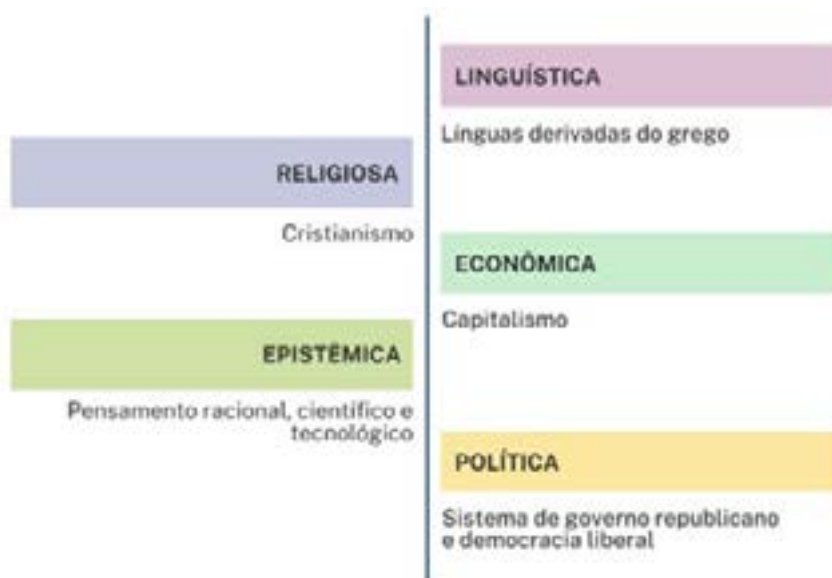 LINGUÍSTICA
Línguas derivadas do grego
RELIGIOSA
Cristianismo
ECONÔMICA
Capitalismo
EPISTÊMICA
Pensamento racional, científico e
tecnológico
POLÍTICA
Sistema de governo republicano
e democracia liberal